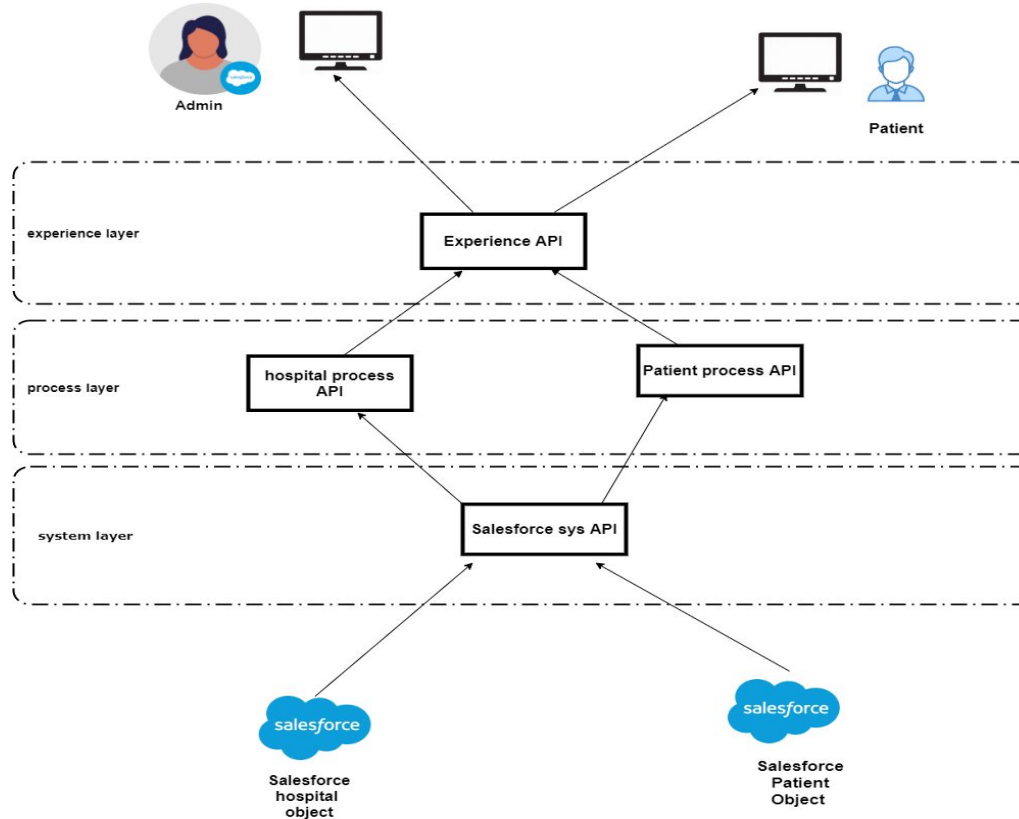 salesforce
Admin
Patient
experience layer
Experience API
process layer
hospital process
API
Patient process API
system layer
Salesforce sys API
salesforce
Salesforce
hospital
object
salesforce
Salesforce
Patient
Object